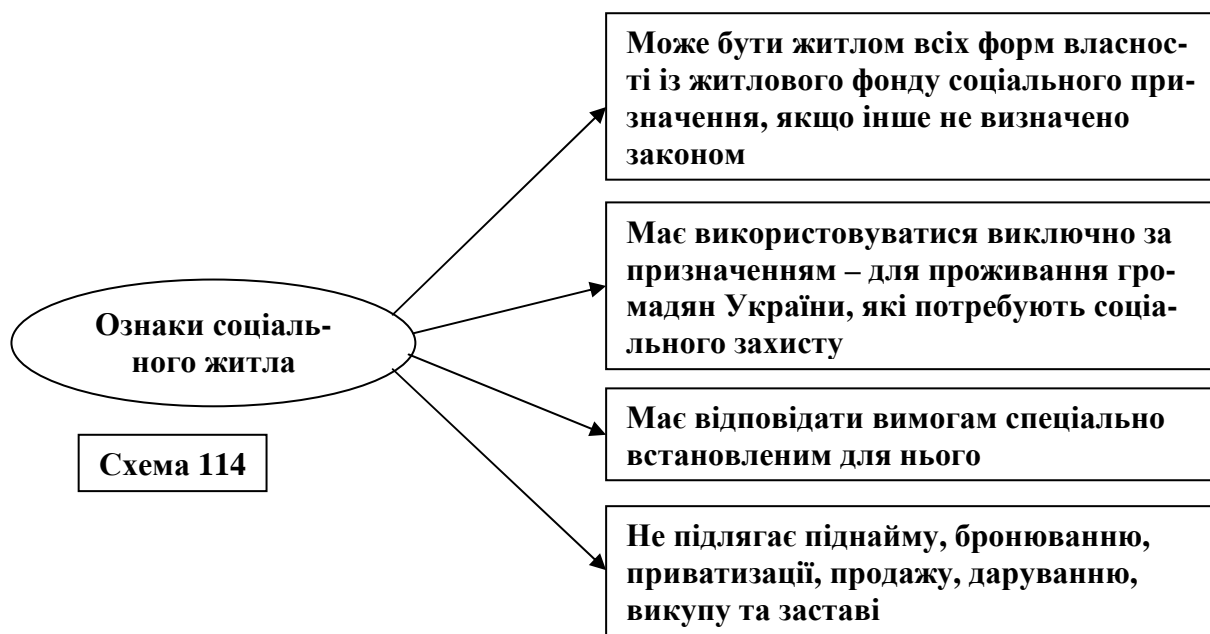 Може бути житлом всіх форм власнос-
ті із житлового фонду соціального при-
значення, якщо інше не визначено
законом
Має використовуватися виключно за
призначенням – для проживання гро-
мадян України, які потребують соціа-
льного захисту
Ознаки соціаль-
ного житла
Має відповідати вимогам спеціально
встановленим для нього
Схема 114
Не підлягає піднайму, бронюванню,
приватизації, продажу, даруванню,
викупу та заставі